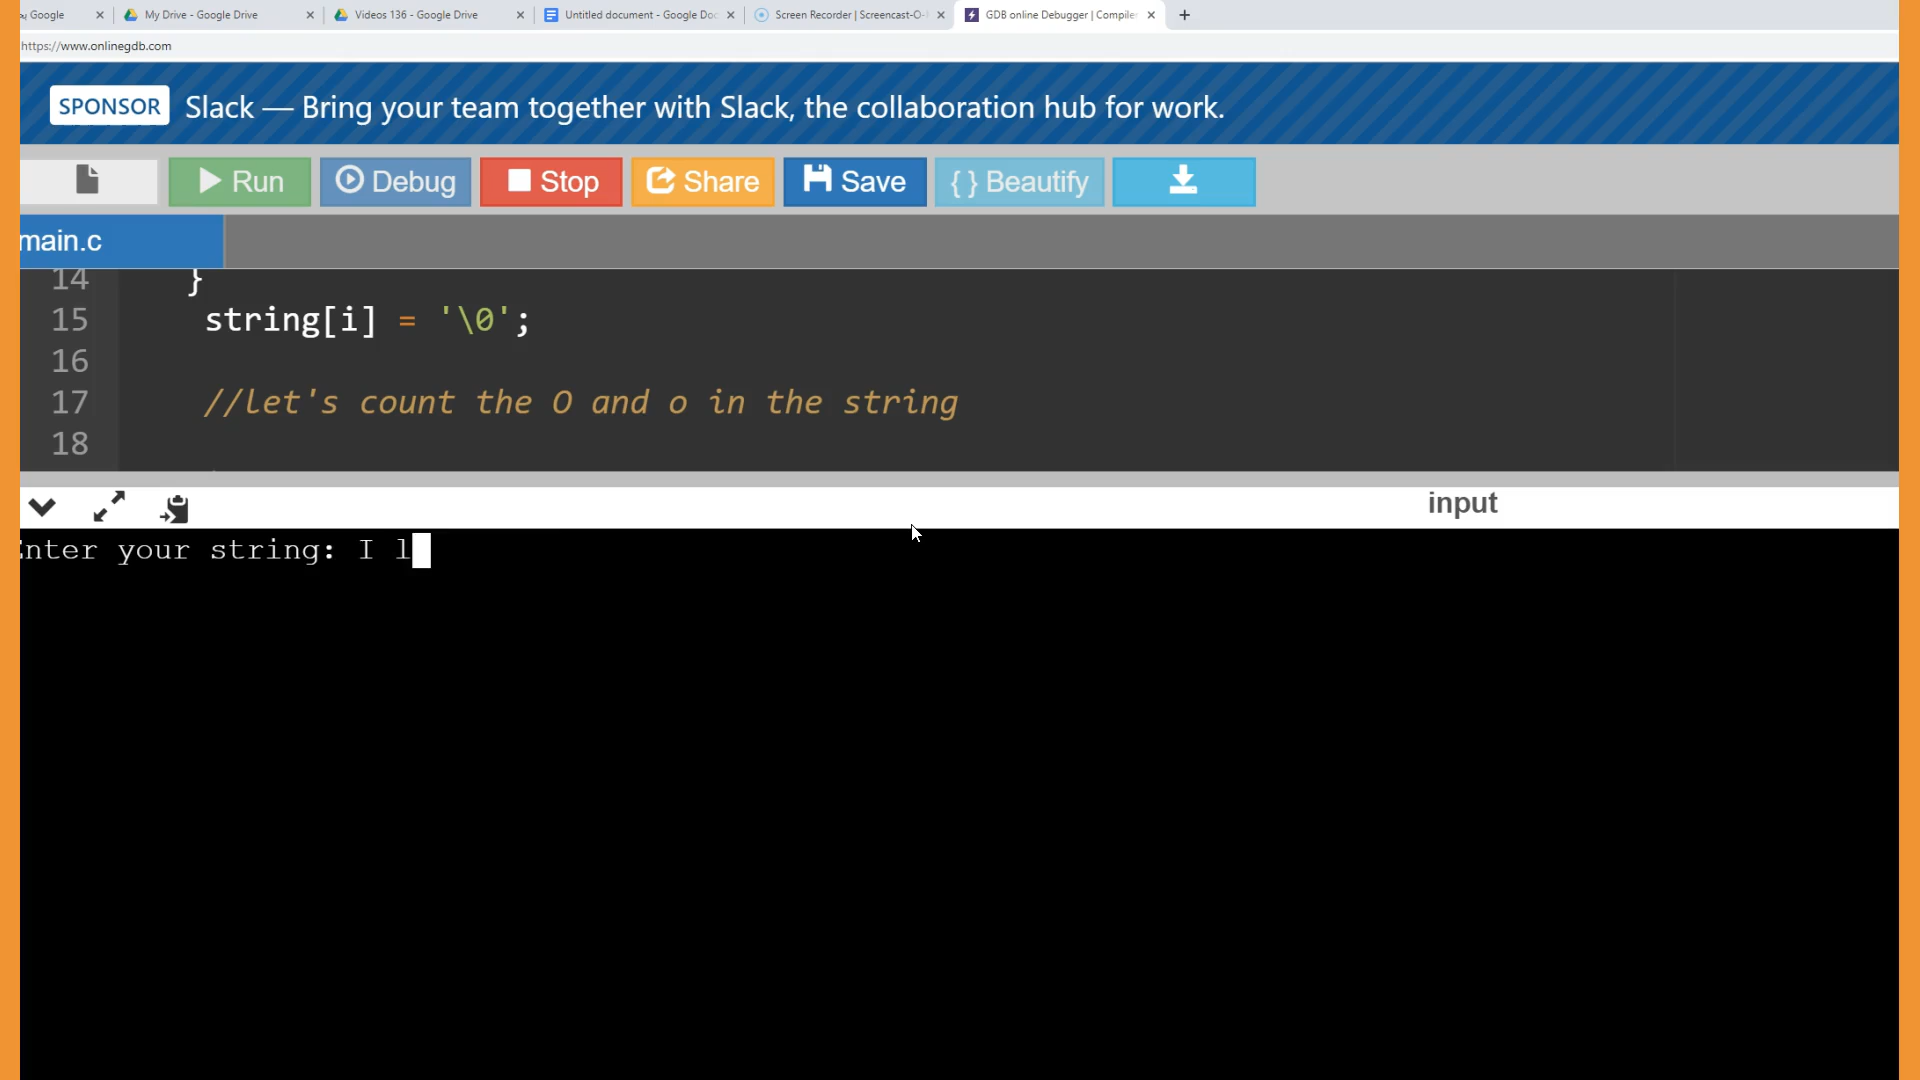 Google
My Drive - Google Drive
Videos 136 - Google Drive
Untitled document - Google Doc
Screen Recorder | Screencast-O-
GDB online Debugger | Compiler
https://www.onlinegdb.com
SPONSOR Slack — Bring your team together with Slack, the collaboration hub for work.
Run Debug Stop Share Save { } Beautify
main.c
14 }
15 string[i] = '\0';
16
17 //let's count the O and o in the string
18
input
Enter your string: I l